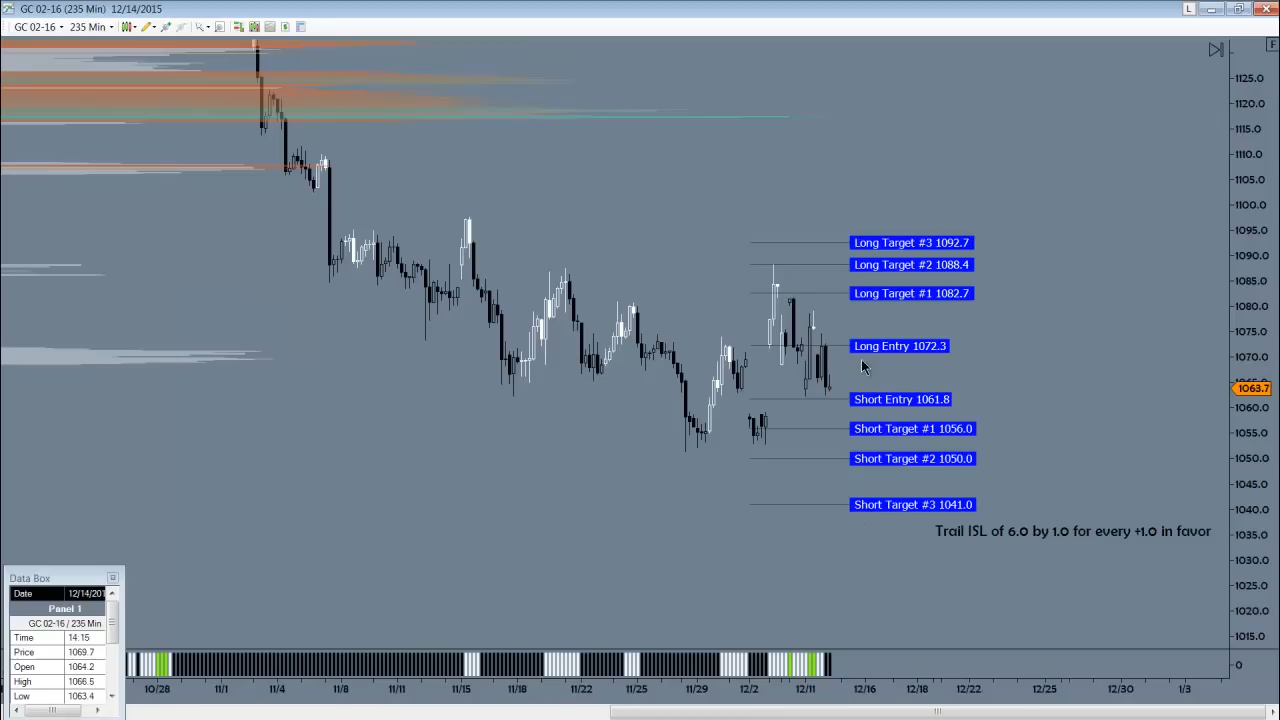 GC 02-16 (235 Min) 12/14/2015
L
GC 02-16 235 Min
F
1125.0
1120.0
1115.0
1110.0
1105.0
1100.0
1095.0
1090.0
1085.0
1080.0
1075.0
1070.0
1063.7
1060.0
1055.0
1050.0
1045.0
1040.0
1035.0
1030.0
1025.0
1020.0
1015.0
0
Long Target #3 1092.7
Long Target #2 1088.4
Long Target #1 1082.7
Long Entry 1072.3
Short Entry 1061.8
Short Target #1 1056.0
Short Target #2 1050.0
Short Target #3 1041.0
Trail ISL of 6.0 by 1.0 for every +1.0 in favor
Data Box
Date 12/14/201
Panel 1
GC 02-16 / 235 Min
Time 14:15
Price 1069.7
Open 1064.2
High 1066.5
Low 1063.4
10/28 11/1 11/4 11/8 11/11 11/15 11/18 11/22 11/25 11/29 12/2 12/7 12/11 12/16 12/18 12/22 12/25 12/30 1/3